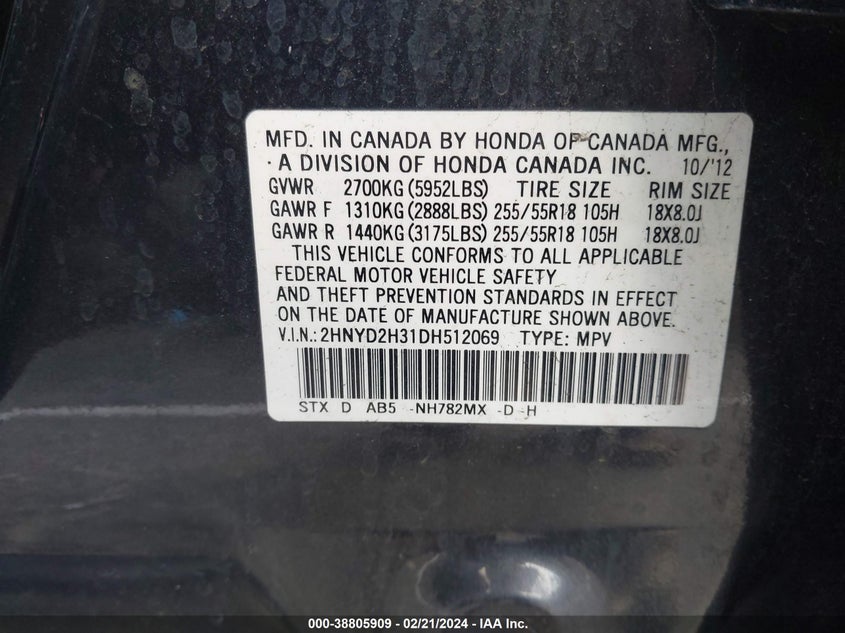 MFD. IN CANADA BY HONDA OF CANADA MFG.,
A DIVISION OF HONDA CANADA INC. 10/'12
GVWR 2700KG(5952LBS) TIRE SIZE RIM SIZE
GAWR F 1310KG(2888LBS) 255/55R18 105H 18X8.0J
GAWR R 1440KG(3175LBS) 255/55R18 105H 18X8.0J
THIS VEHICLE CONFORMS TO ALL APPLICABLE
FEDERAL MOTOR VEHICLE SAFETY
AND THEFT PREVENTION STANDARDS IN EFFECT
ON THE DATE OF MANUFACTURE SHOWN ABOVE.
V.I.N.:2HNYD2H31DH512069 TYPE: MPV
STX D AB5 -NH782MX -D -H
000-38805909 - 02/21/2024 - IAA Inc.